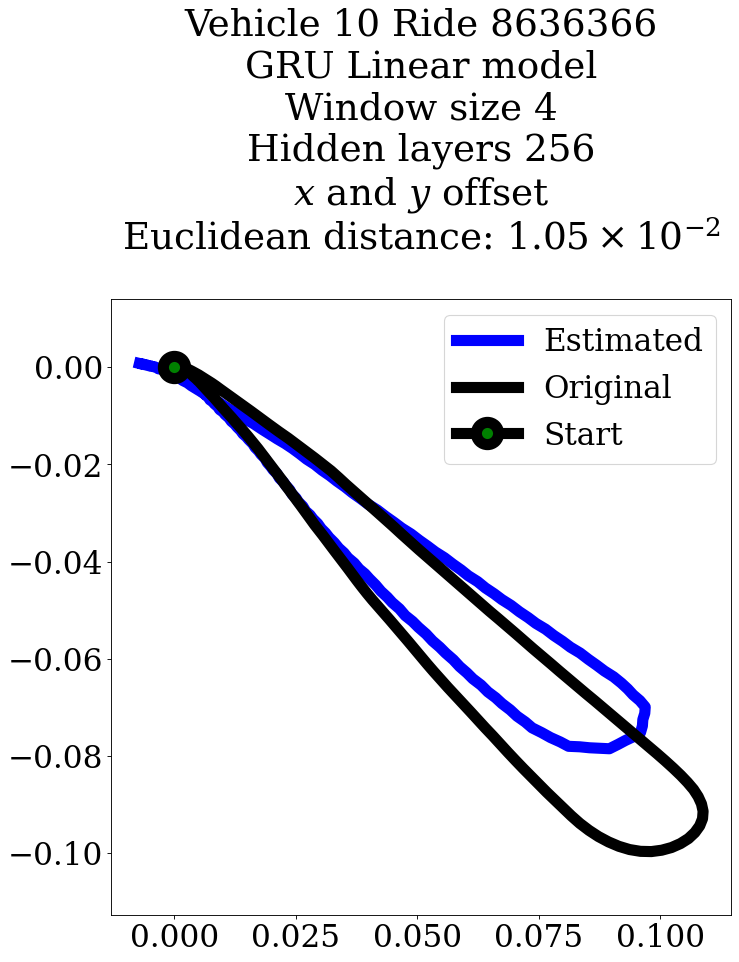 Vehicle 10 Ride 8636366
GRU Linear model
Window size 4
Hidden layers 256
x and y offset
Euclidean distance: 1.05 × 10⁻²
Estimated
Original
Start
0.00
−0.02
−0.04
−0.06
−0.08
−0.10
0.000 0.025 0.050 0.075 0.100